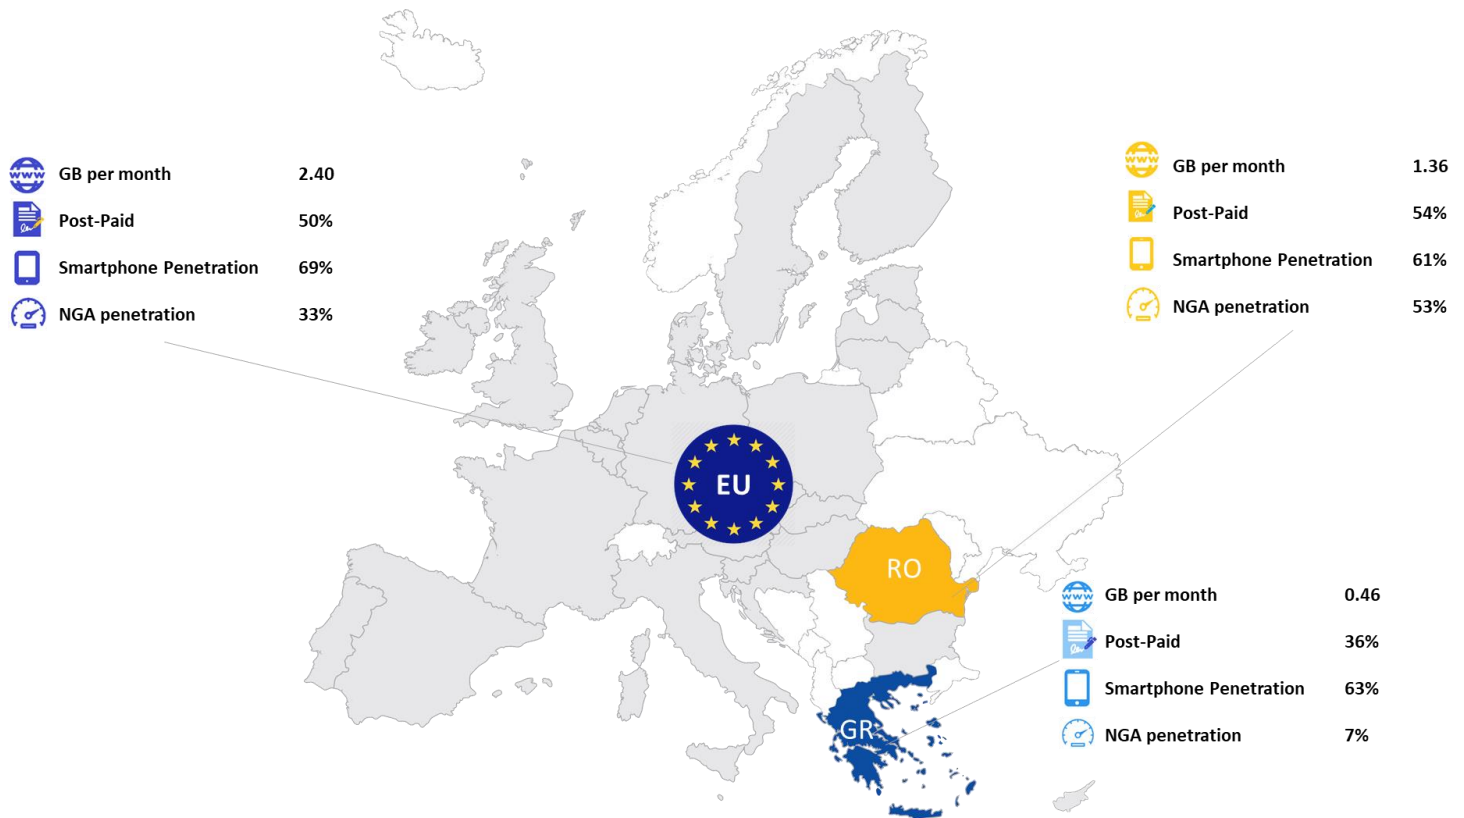 GB per month 2.40
Post-Paid 50%
Smartphone Penetration 69%
NGA penetration 33%
GB per month 1.36
Post-Paid 54%
Smartphone Penetration 61%
NGA penetration 53%
EU
RO
GR
GB per month 0.46
Post-Paid 36%
Smartphone Penetration 63%
NGA penetration 7%